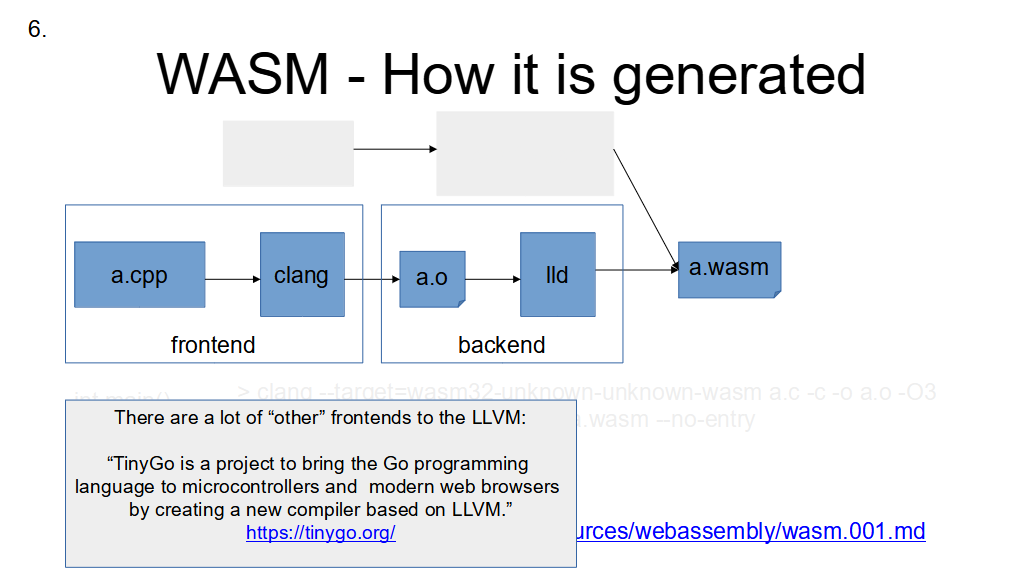 6.
WASM - How it is generated
a.cpp
clang
a.o
lld
a.wasm
frontend
backend
int main()
> clang --target=wasm32-unknown-unknown-wasm a.c -c -o a.o -O3
a.wasm --no-entry
There are a lot of “other” frontends to the LLVM:
“TinyGo is a project to bring the Go programming
language to microcontrollers and  modern web browsers
by creating a new compiler based on LLVM.”
https://tinygo.org/
urces/webassembly/wasm.001.md